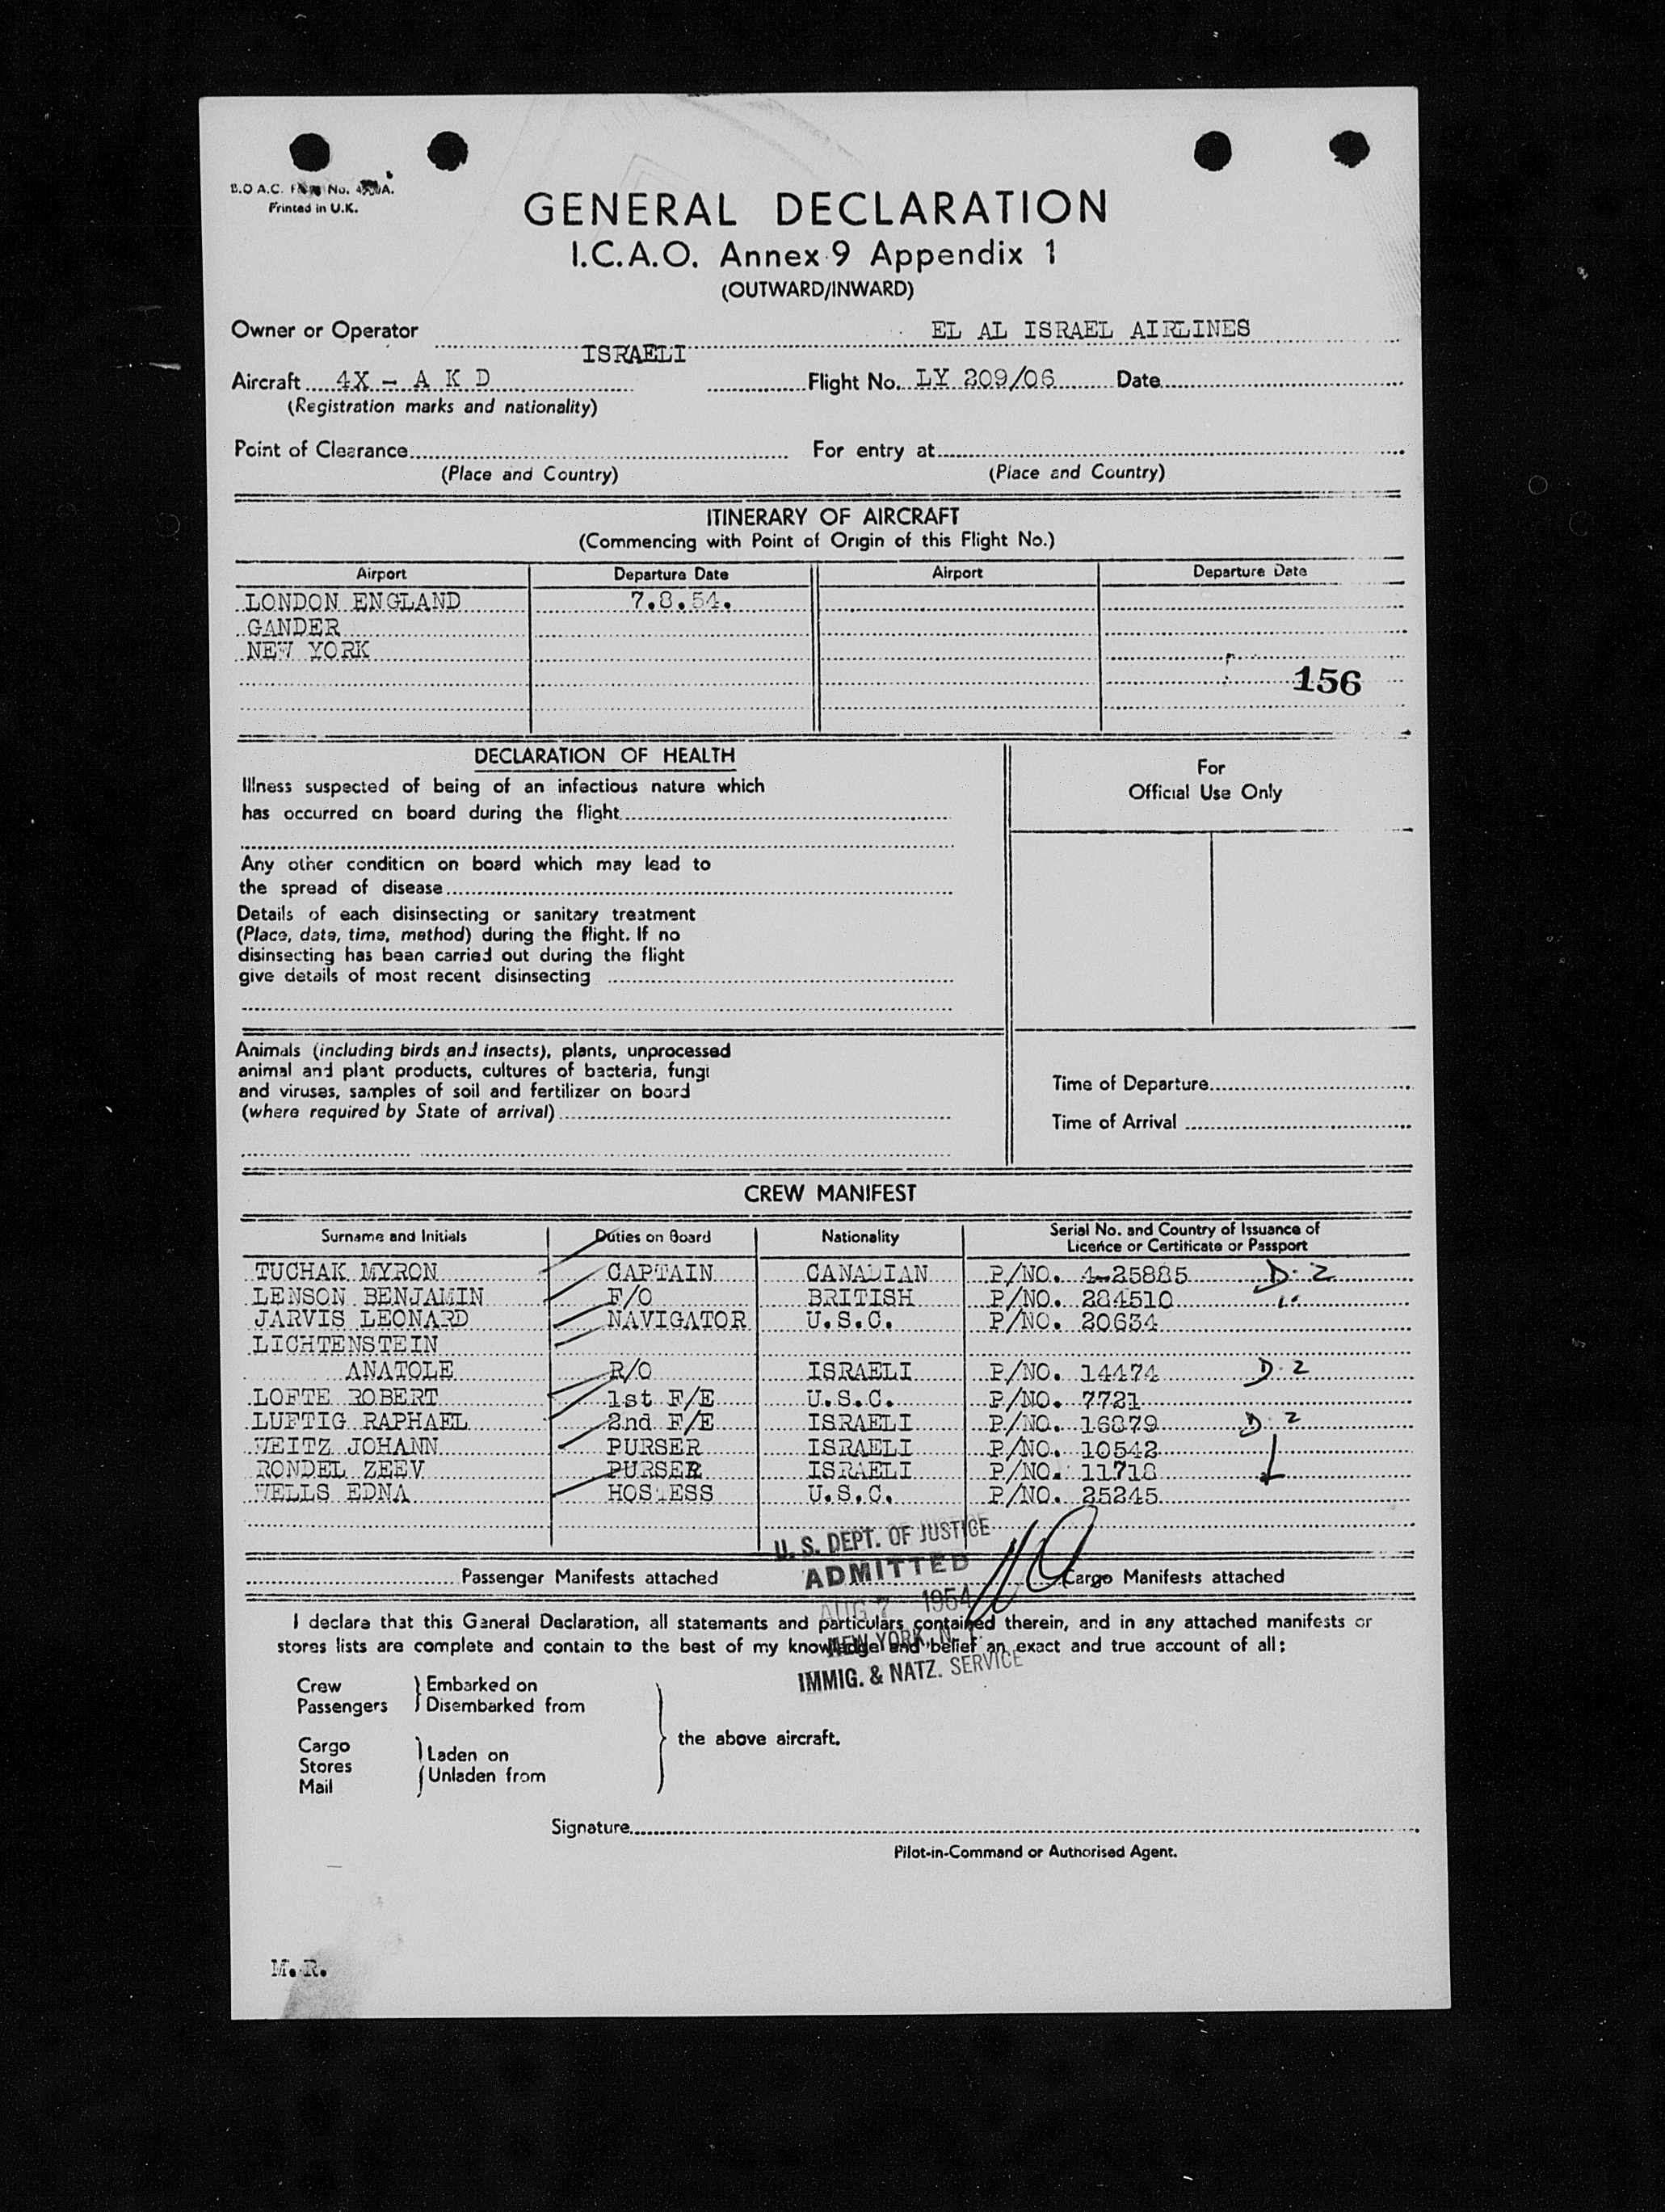 B.O.A.C. No. A.
Printed in U.K.
GENERAL DECLARATION
I.C.A.O. Annex 9 Appendix 1
(OUTWARD/INWARD)
Owner or Operator EL AL ISRAEL AIRLINES
ISRAELI
Aircraft 4X - A K D Flight No. LY 209/06 Date
(Registration marks and nationality)
Point of Clearance For entry at
(Place and Country) (Place and Country)
ITINERARY OF AIRCRAFT
(Commencing with Point of Origin of this Flight No.)
Airport Departure Date Airport Departure Date
LONDON ENGLAND 7.8.54.
GANDER
NEW YORK
156
DECLARATION OF HEALTH
Illness suspected of being of an infectious nature which
has occurred on board during the flight
Any other condition on board which may lead to
the spread of disease
Details of each disinsecting or sanitary treatment
(Place, date, time, method) during the flight. If no
disinsecting has been carried out during the flight
give details of most recent disinsecting
For
Official Use Only
Animals (including birds and insects), plants, unprocessed
animal and plant products, cultures of bacteria, fungi
and viruses, samples of soil and fertilizer on board
(where required by State of arrival)
Time of Departure
Time of Arrival
CREW MANIFEST
Surname and Initials Duties on Board Nationality Serial No. and Country of Issuance of
Licence or Certificate or Passport
TUCHAK MYRON CAPTAIN CANADIAN P/NO. 4-25885 D-2
LENSON BENJAMIN F/O BRITISH P/NO. 284510 "
JARVIS LEONARD NAVIGATOR U.S.C. P/NO. 20634
LICHTENSTEIN
ANATOLE R/O ISRAELI P/NO. 14474 D-2
LOFTE ROBERT 1st F/E U.S.C. P/NO. 7721
LUFTIG RAPHAEL 2nd F/E ISRAELI P/NO. 16879 D-2
WEITZ JOHANN PURSER ISRAELI P/NO. 10542
RONDEL ZEEV PURSER ISRAELI P/NO. 11718
WELLS EDNA HOSTESS U.S.C. P/NO. 25245
U. S. DEPT. OF JUSTICE
ADMITTED
AUG 7 1954
NEW YORK, N. Y.
IMMIG. & NATZ. SERVICE
Passenger Manifests attached Cargo Manifests attached
I declare that this General Declaration, all statements and particulars contained therein, and in any attached manifests or
stores lists are complete and contain to the best of my knowledge and belief an exact and true account of all:
Crew Embarked on
Passengers Disembarked from
the above aircraft.
Cargo Laden on
Stores Unladen from
Mail
Signature
Pilot-in-Command or Authorised Agent.
M.R.